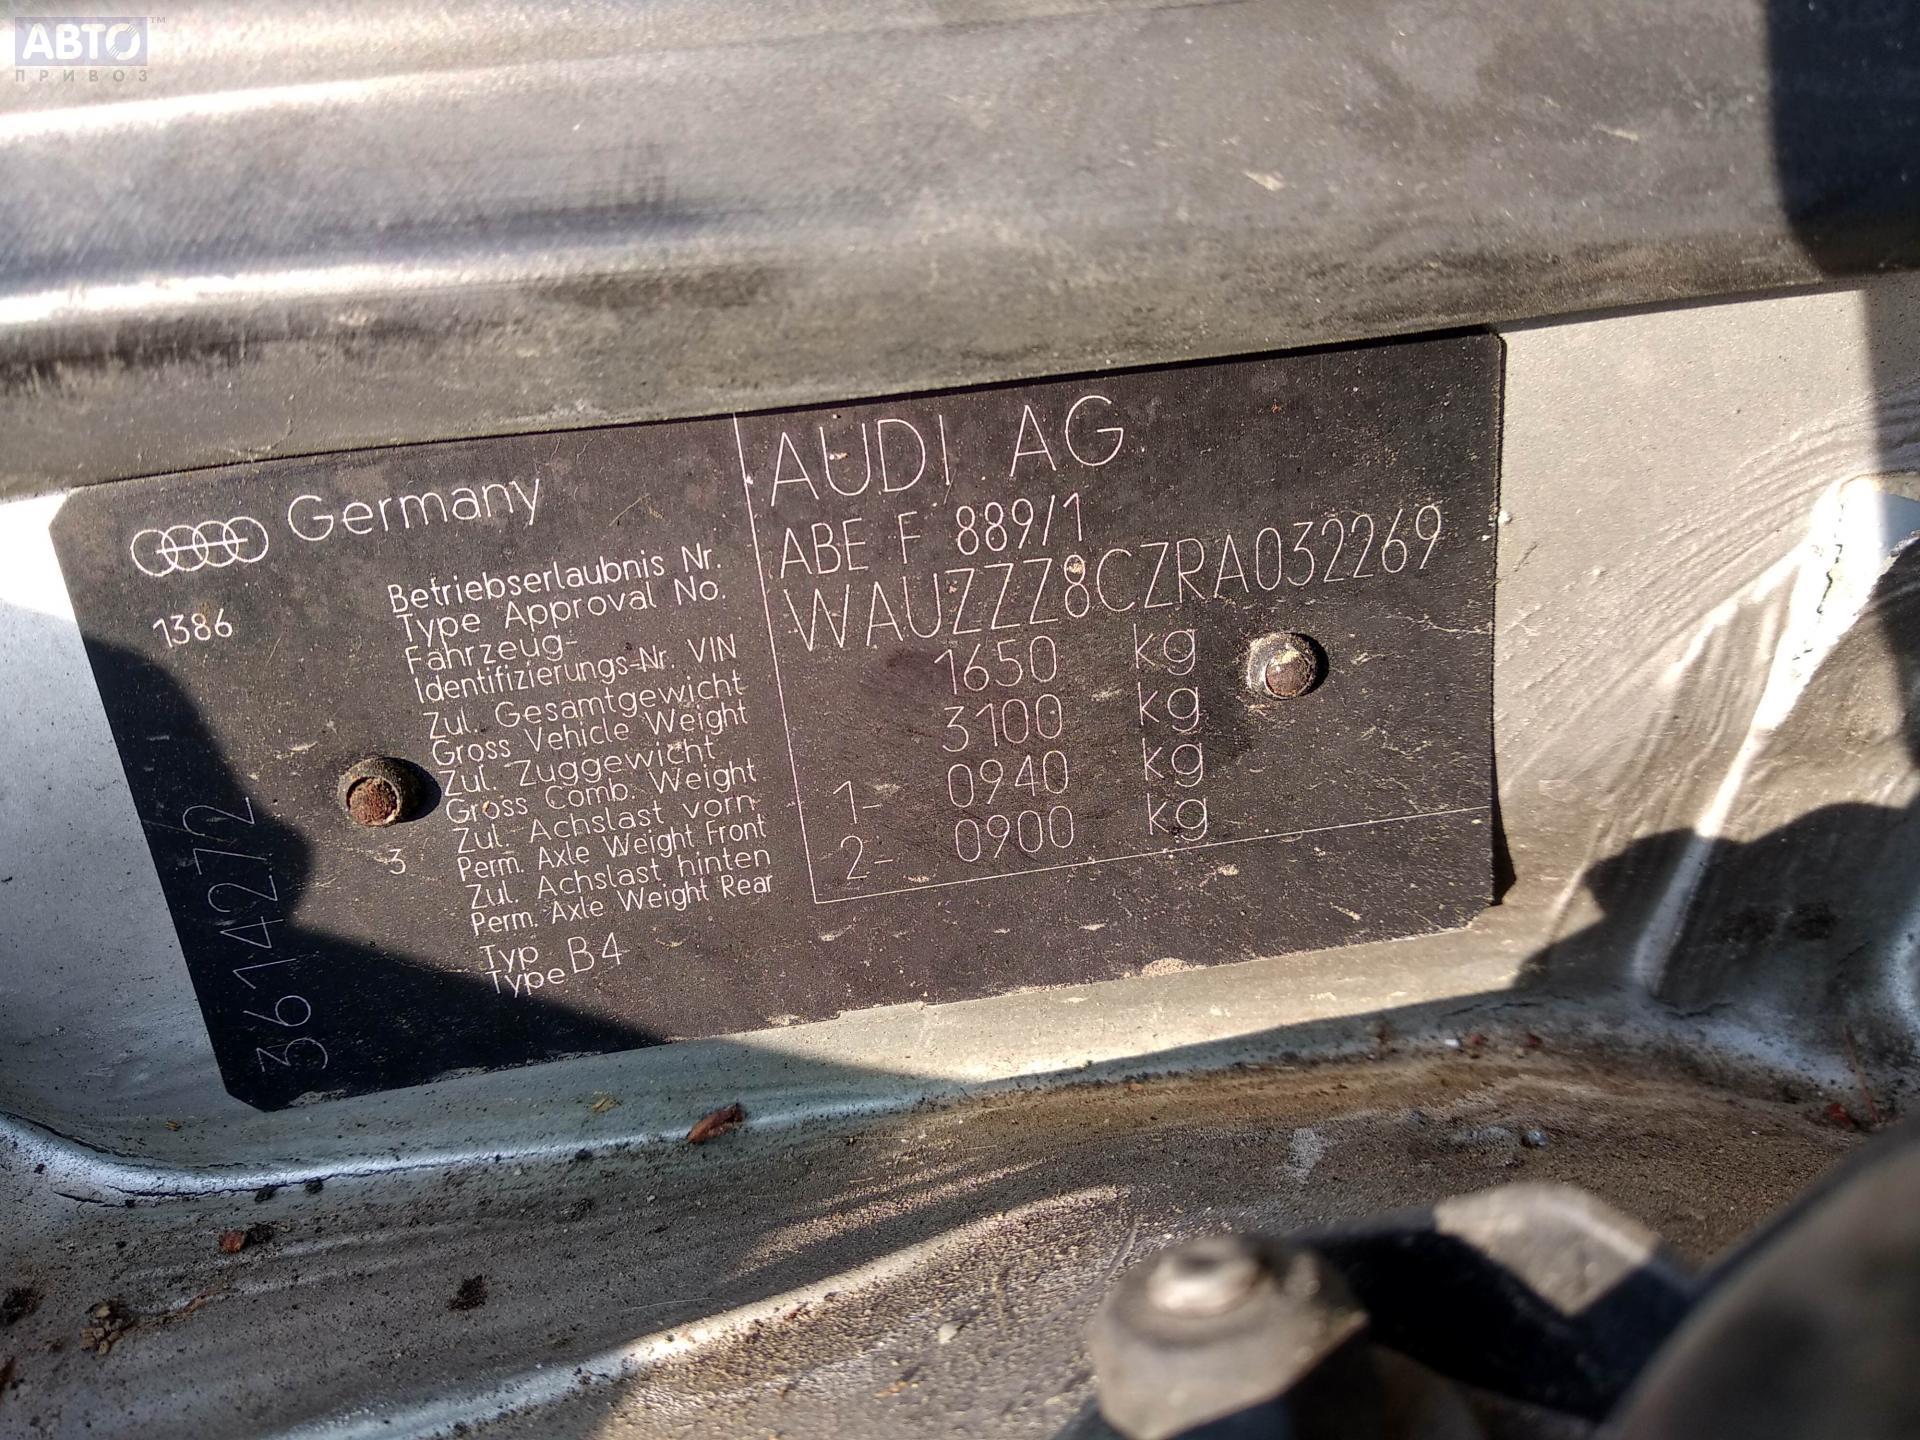 АВТО™
ПРИВОЗ
Germany
AUDI AG
1386
Betriebserlaubnis Nr.
Type Approval No.
ABE F 889/1
Fahrzeug-
Identifizierungs-Nr. VIN
WAUZZZ8CZRA032269
Zul. Gesamtgewicht
Gross Vehicle Weight
1650 kg
Zul. Zuggewicht
Gross Comb. Weight
3100 kg
Zul. Achslast vorn
Perm. Axle Weight Front
1- 0940 kg
3
Zul. Achslast hinten
Perm. Axle Weight Rear
2- 0900 kg
Typ
Type B4
3614272